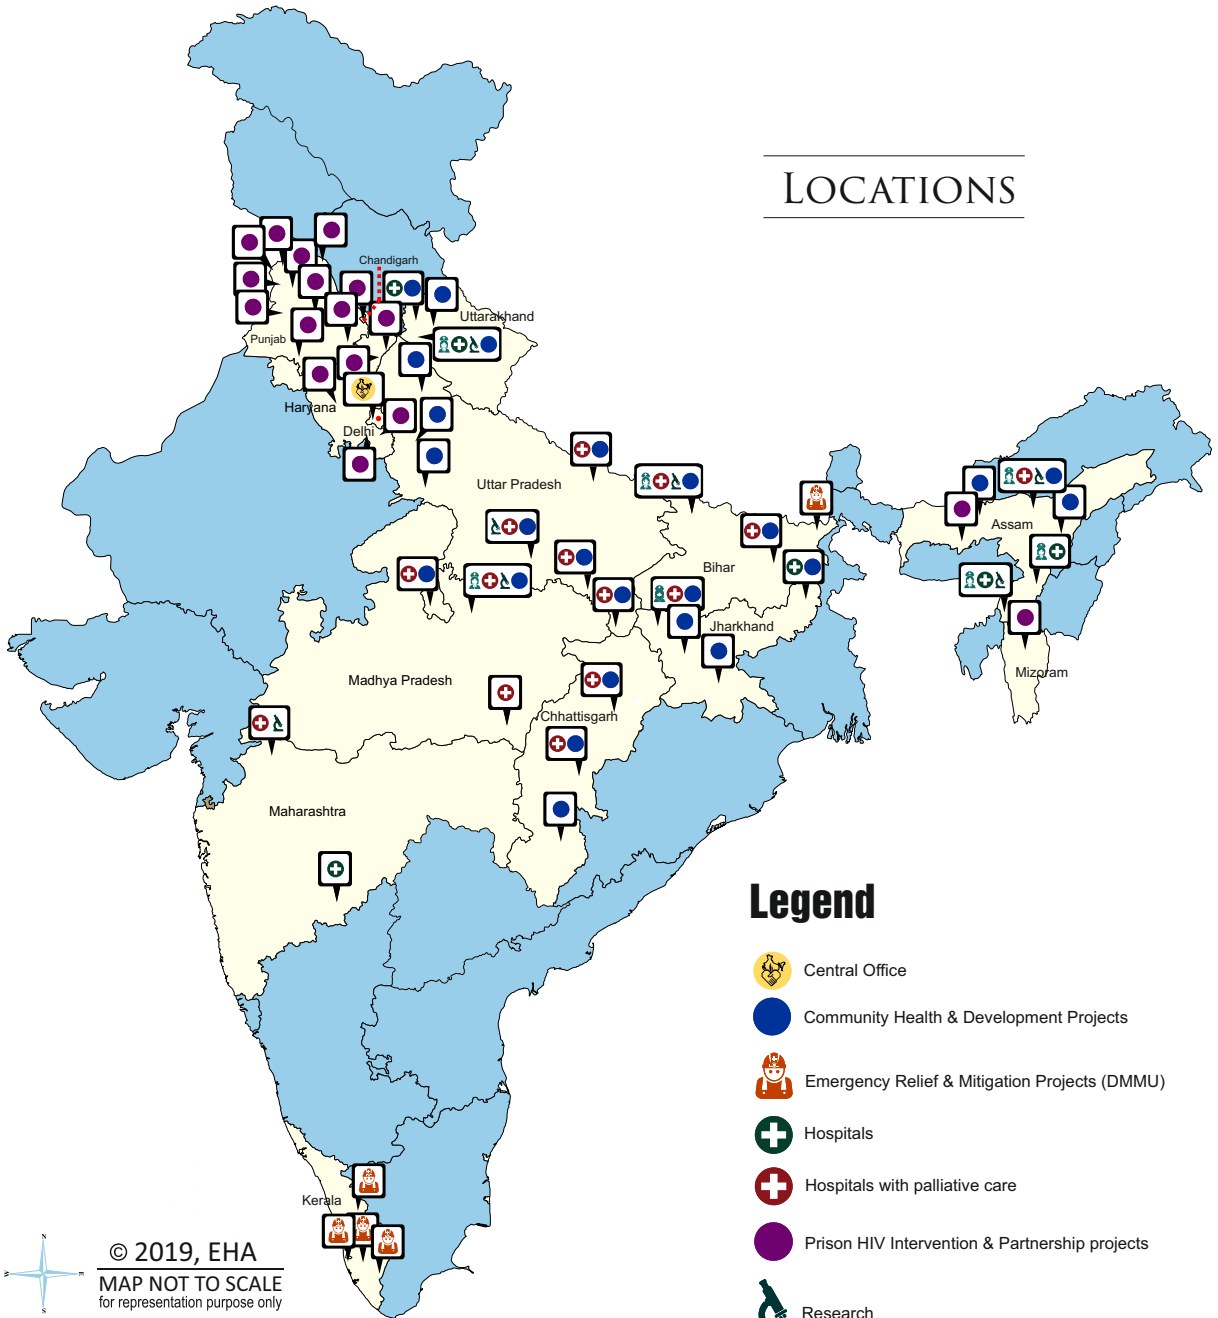 LOCATIONS
Chandigarh
Uttarakhand
Punjab
Haryana
Delhi
Uttar Pradesh
Assam
Bihar
Jharkhand
Mizoram
Madhya Pradesh
Chhattisgarh
Maharashtra
Kerala
Legend
Central Office
Community Health & Development Projects
Emergency Relief & Mitigation Projects (DMMU)
Hospitals
Hospitals with palliative care
Prison HIV Intervention & Partnership projects
Research
N
W
E
S
© 2019, EHA
MAP NOT TO SCALE
for representation purpose only